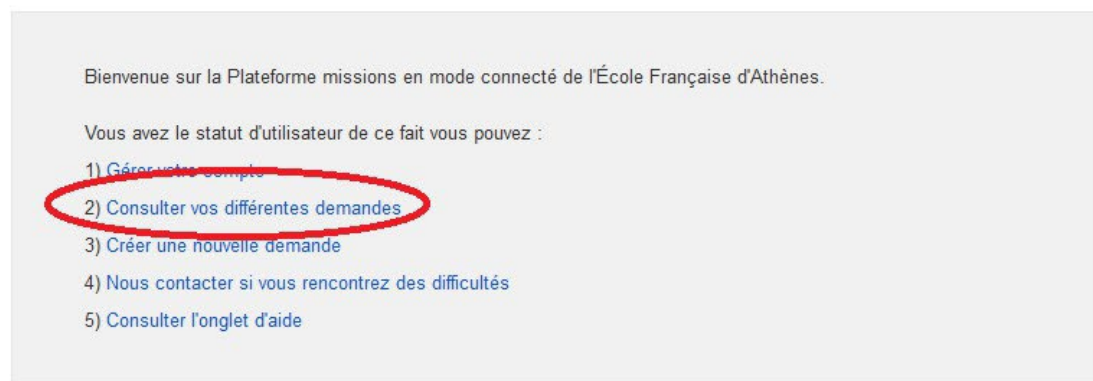 Bienvenue sur la Plateforme missions en mode connecté de l'École Française d'Athènes.
Vous avez le statut d'utilisateur de ce fait vous pouvez :
1) Gérer votre compte
2) Consulter vos différentes demandes
3) Créer une nouvelle demande
4) Nous contacter si vous rencontrez des difficultés
5) Consulter l'onglet d'aide